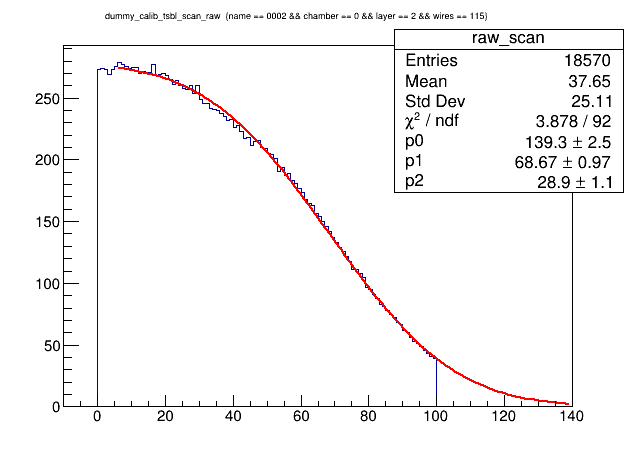 dummy_calib_tsbl_scan_raw (name == 0002 && chamber == 0 && layer == 2 && wires == 115)
raw_scan
Entries 18570
Mean 37.65
Std Dev 25.11
χ² / ndf 3.878 / 92
p0 139.3 ± 2.5
p1 68.67 ± 0.97
p2 28.9 ± 1.1
250
200
150
100
50
0
0 20 40 60 80 100 120 140